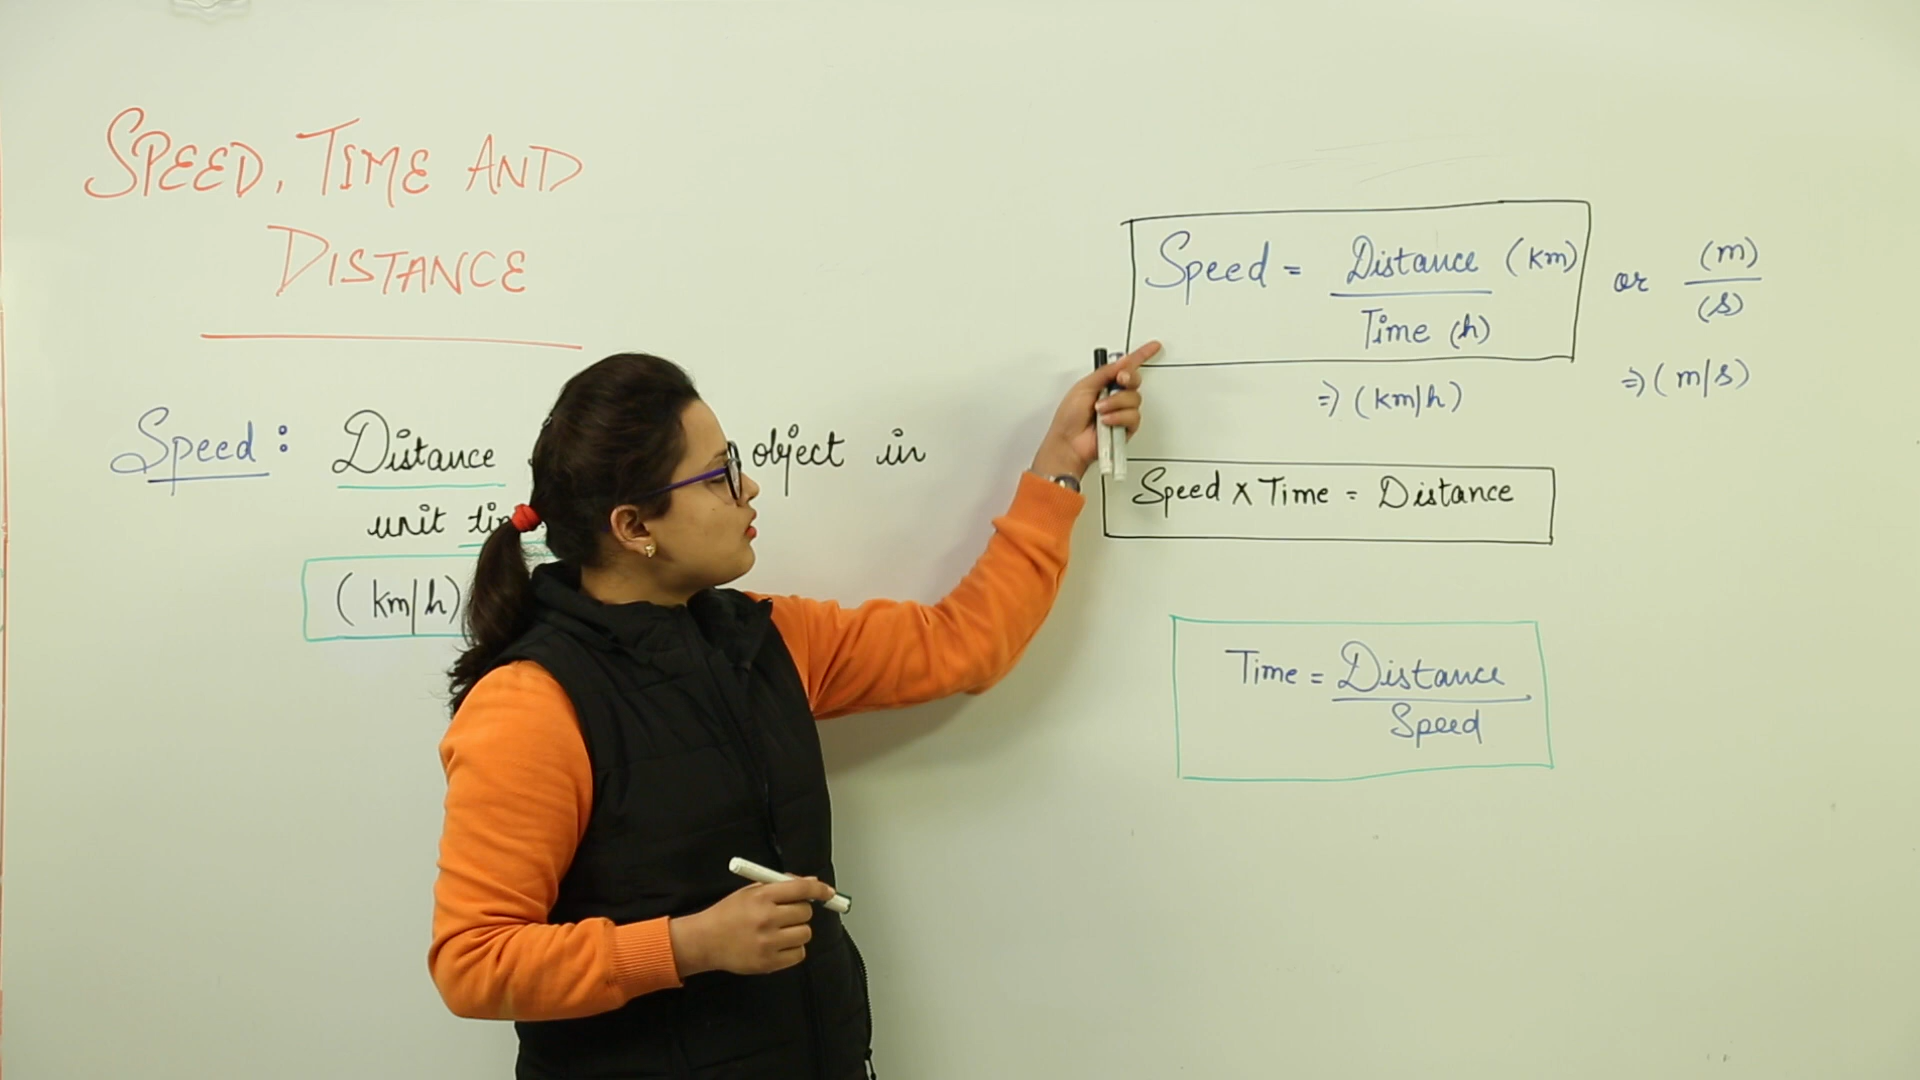 SPEED, TIME AND
DISTANCE
Speed : Distance object in
unit
(km/h)
Speed = Distance (km) or (m)
Time (h) (s)
=> (km/h) => (m/s)
Speed X Time = Distance
Time = Distance
Speed